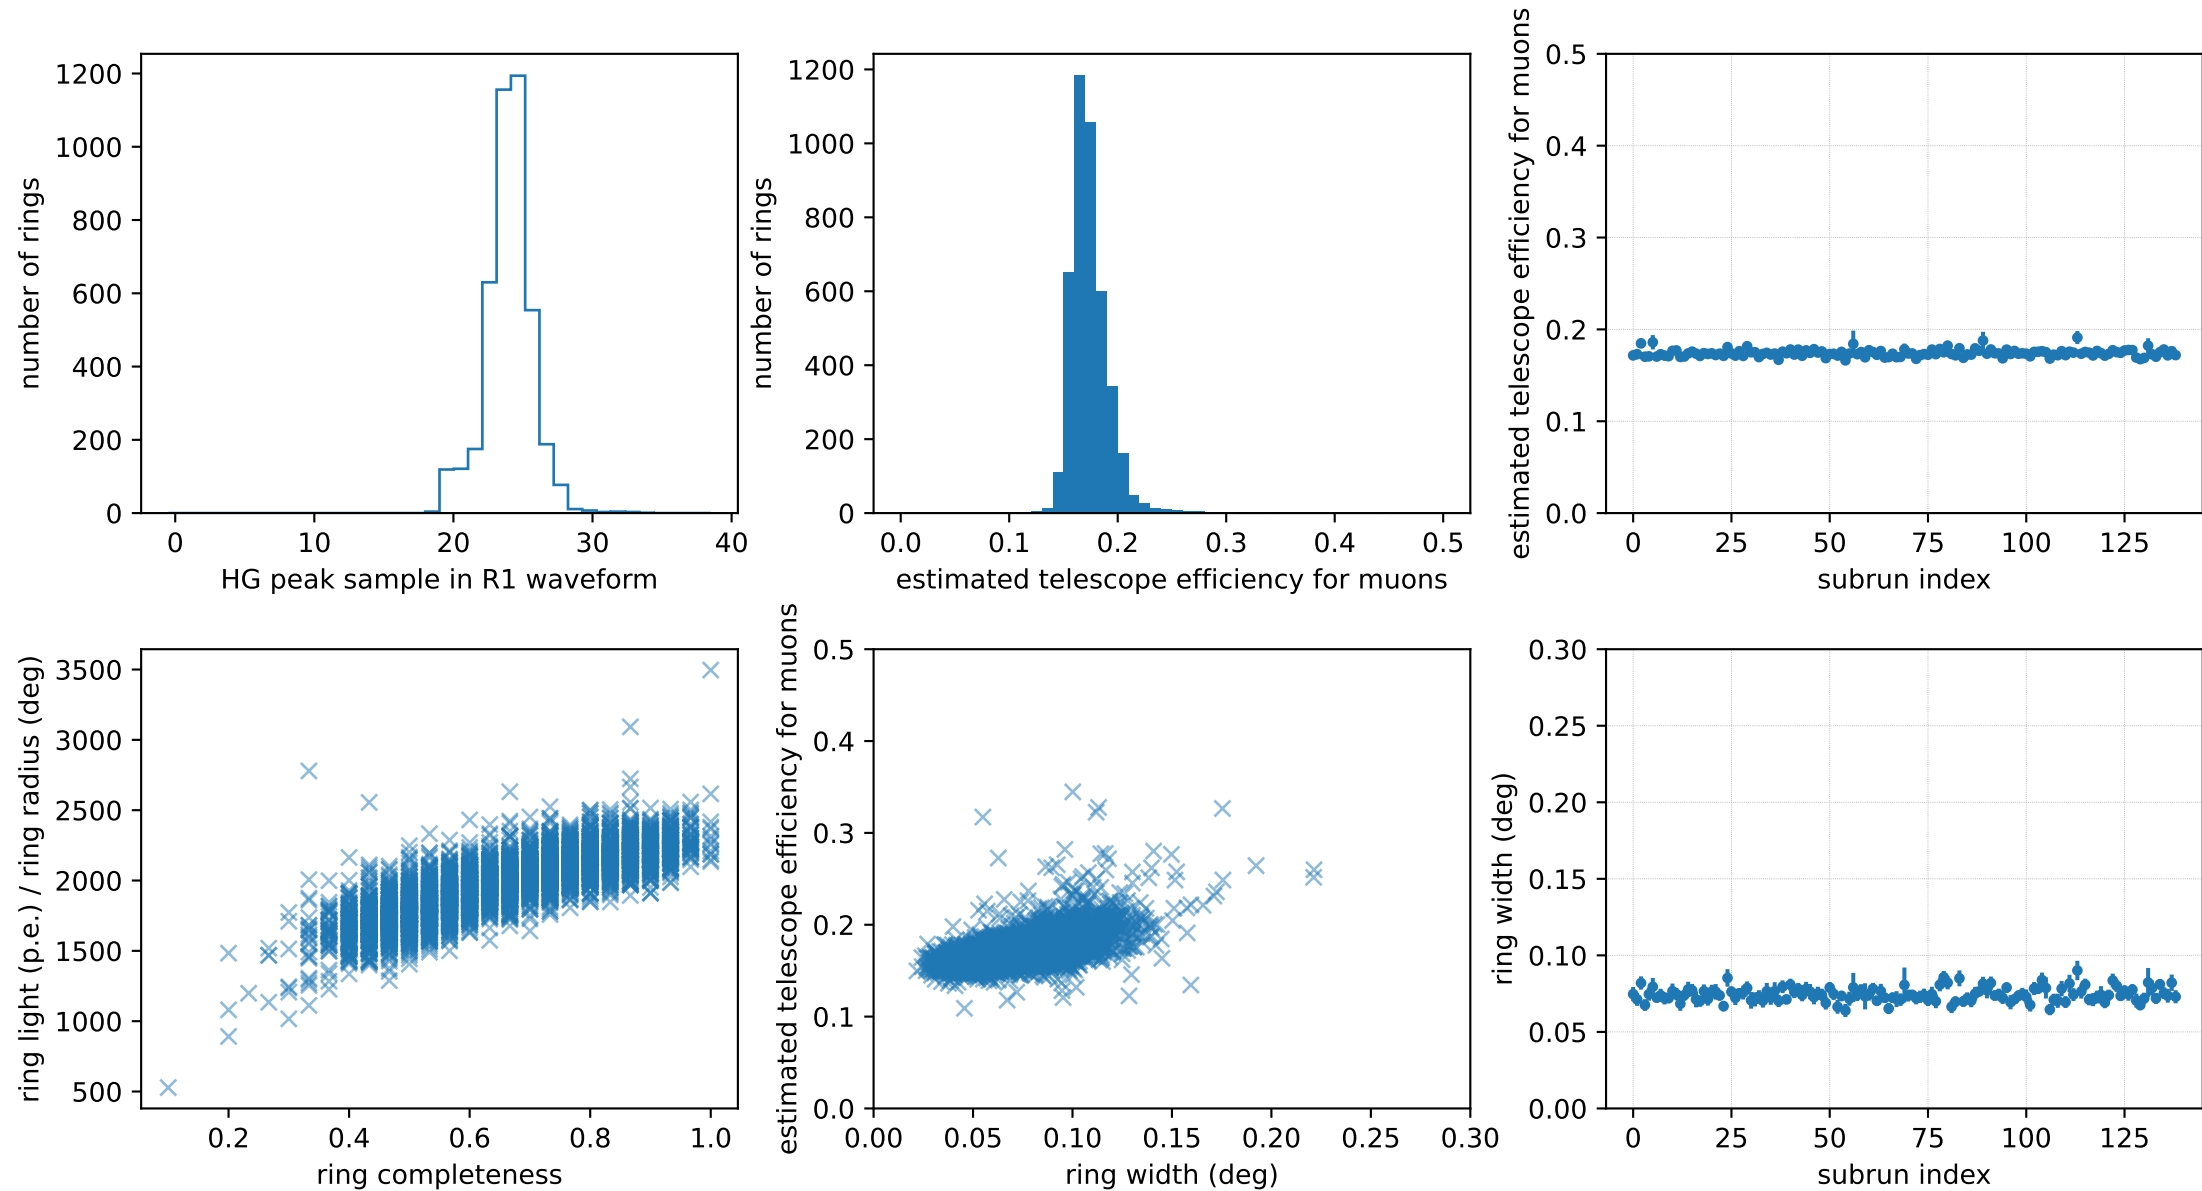 number of rings
1200
1000
800
600
400
200
0
0 10 20 30 40
HG peak sample in R1 waveform
number of rings
1200
1000
800
600
400
200
0
0.0 0.1 0.2 0.3 0.4 0.5
estimated telescope efficiency for muons
estimated telescope efficiency for muons
0.5
0.4
0.3
0.2
0.1
0.0
0 25 50 75 100 125
subrun index
ring light (p.e.) / ring radius (deg)
3500
3000
2500
2000
1500
1000
500
0.2 0.4 0.6 0.8 1.0
ring completeness
estimated telescope efficiency for muons
0.5
0.4
0.3
0.2
0.1
0.0
0.00 0.05 0.10 0.15 0.20 0.25 0.30
ring width (deg)
ring width (deg)
0.30
0.25
0.20
0.15
0.10
0.05
0.00
0 25 50 75 100 125
subrun index